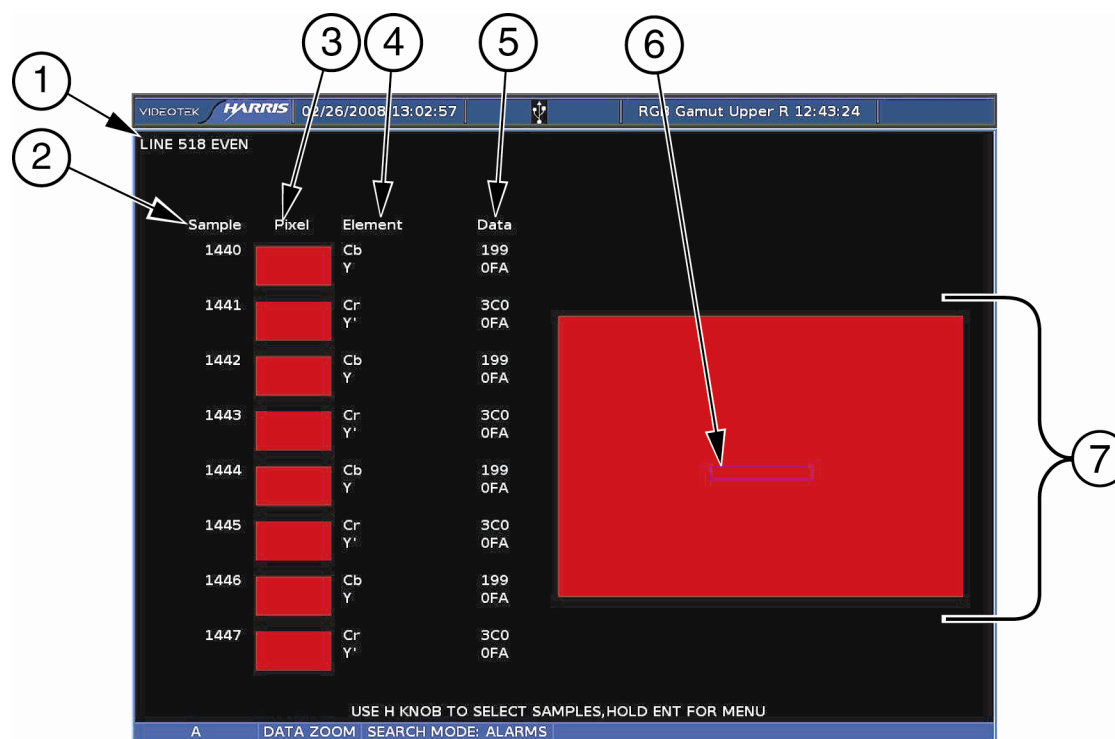 3 4 5 6
1
2
7
VIDEOTEK HARRIS 02/26/2008 13:02:57 RGB Gamut Upper R 12:43:24
LINE 518 EVEN
Sample Pixel Element Data
1440 Cb 199
Y 0FA
1441 Cr 3C0
Y' 0FA
1442 Cb 199
Y 0FA
1443 Cr 3C0
Y' 0FA
1444 Cb 199
Y 0FA
1445 Cr 3C0
Y' 0FA
1446 Cb 199
Y 0FA
1447 Cr 3C0
Y' 0FA
USE H KNOB TO SELECT SAMPLES,HOLD ENT FOR MENU
A DATA ZOOM SEARCH MODE: ALARMS